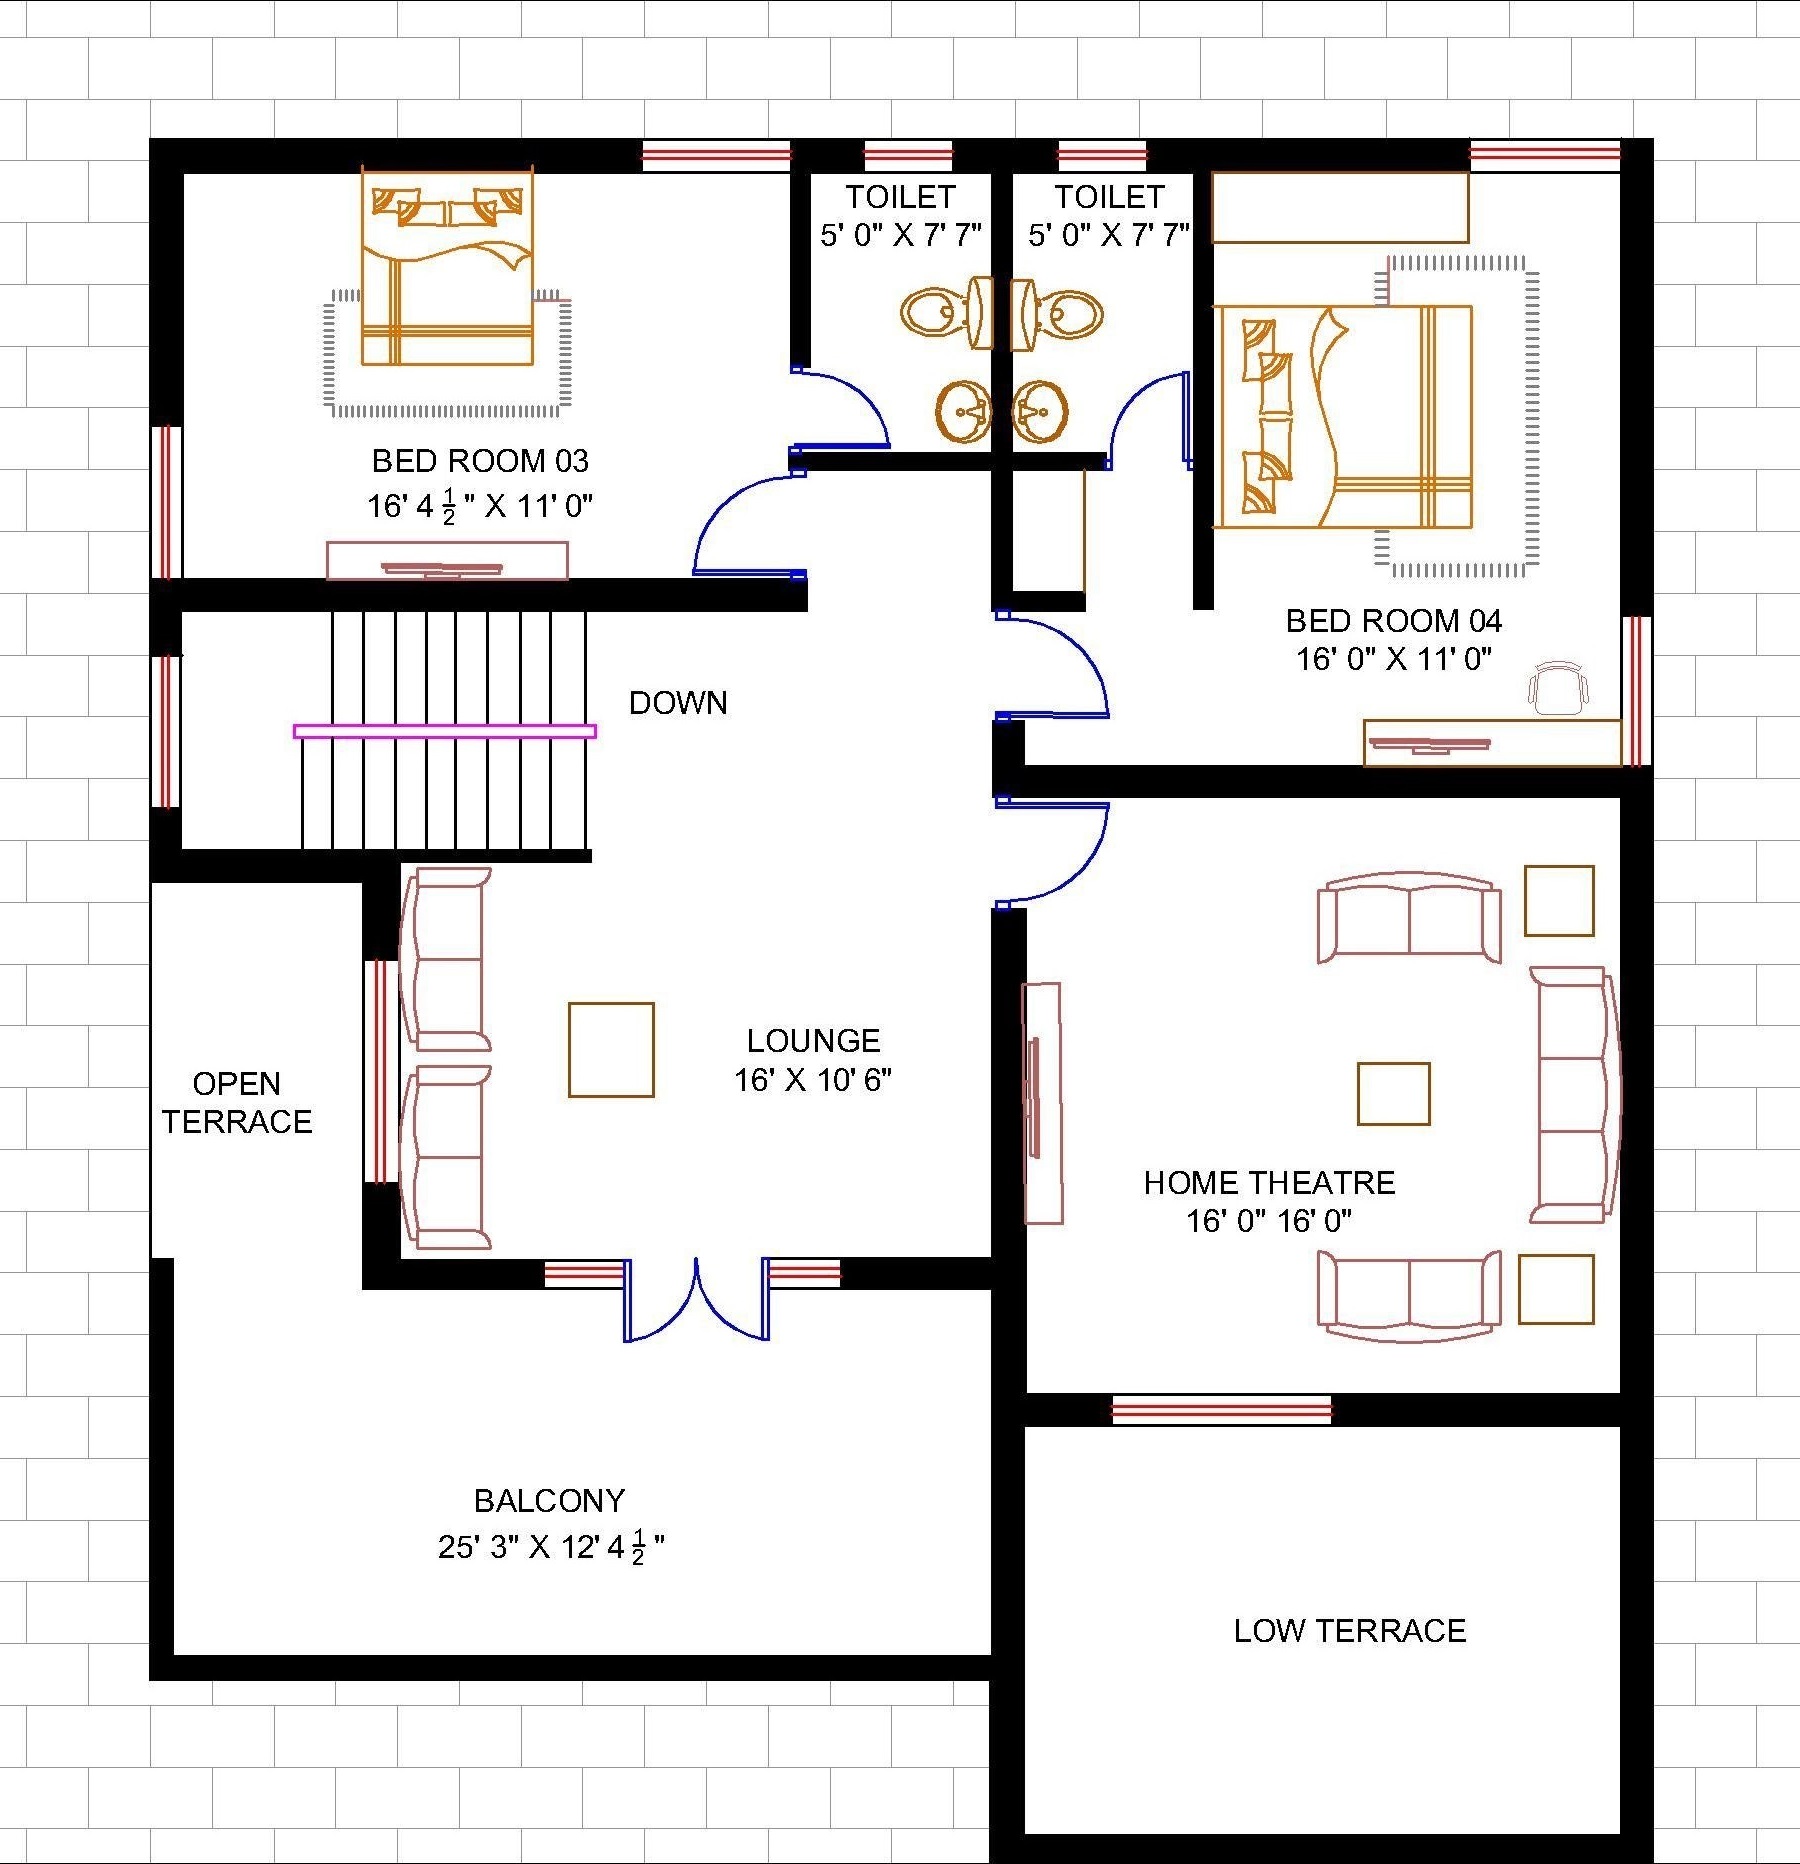 TOILET
5' 0" X 7' 7"
TOILET
5' 0" X 7' 7"
BED ROOM 03
16' 4 1/2 " X 11' 0"
BED ROOM 04
16' 0" X 11' 0"
DOWN
LOUNGE
16' X 10' 6"
OPEN
TERRACE
HOME THEATRE
16' 0" 16' 0"
BALCONY
25' 3" X 12' 4 1/2 "
LOW TERRACE